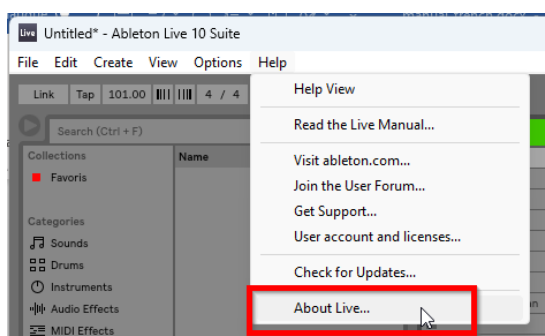 Live Untitled* - Ableton Live 10 Suite
File Edit Create View Options Help
Link Tap 101.00 4 / 4
Help View
Read the Live Manual...
Visit ableton.com...
Join the User Forum...
Get Support...
User account and licenses...
Check for Updates...
About Live...
Search (Ctrl + F)
Collections
Favoris
Name
Categories
Sounds
Drums
Instruments
Audio Effects
MIDI Effects